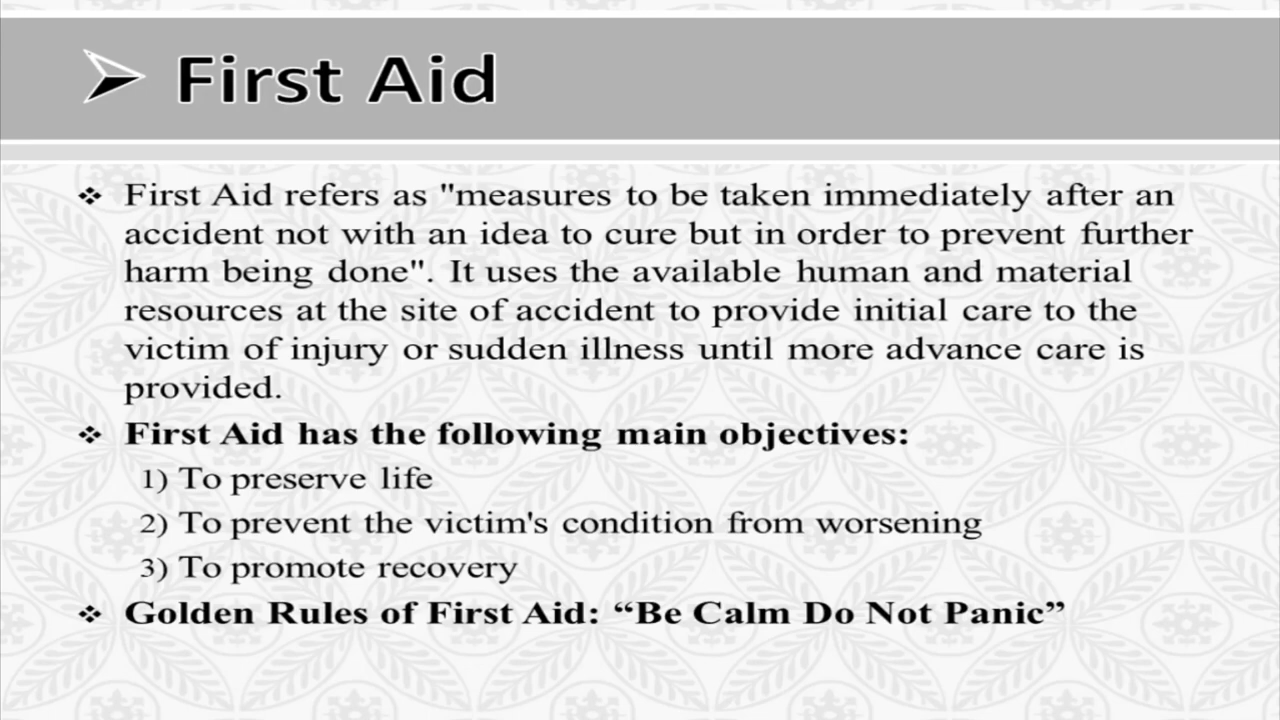 ➢ First Aid
❖ First Aid refers as "measures to be taken immediately after an
accident not with an idea to cure but in order to prevent further
harm being done". It uses the available human and material
resources at the site of accident to provide initial care to the
victim of injury or sudden illness until more advance care is
provided.
❖ First Aid has the following main objectives:
1) To preserve life
2) To prevent the victim's condition from worsening
3) To promote recovery
❖ Golden Rules of First Aid: “Be Calm Do Not Panic”